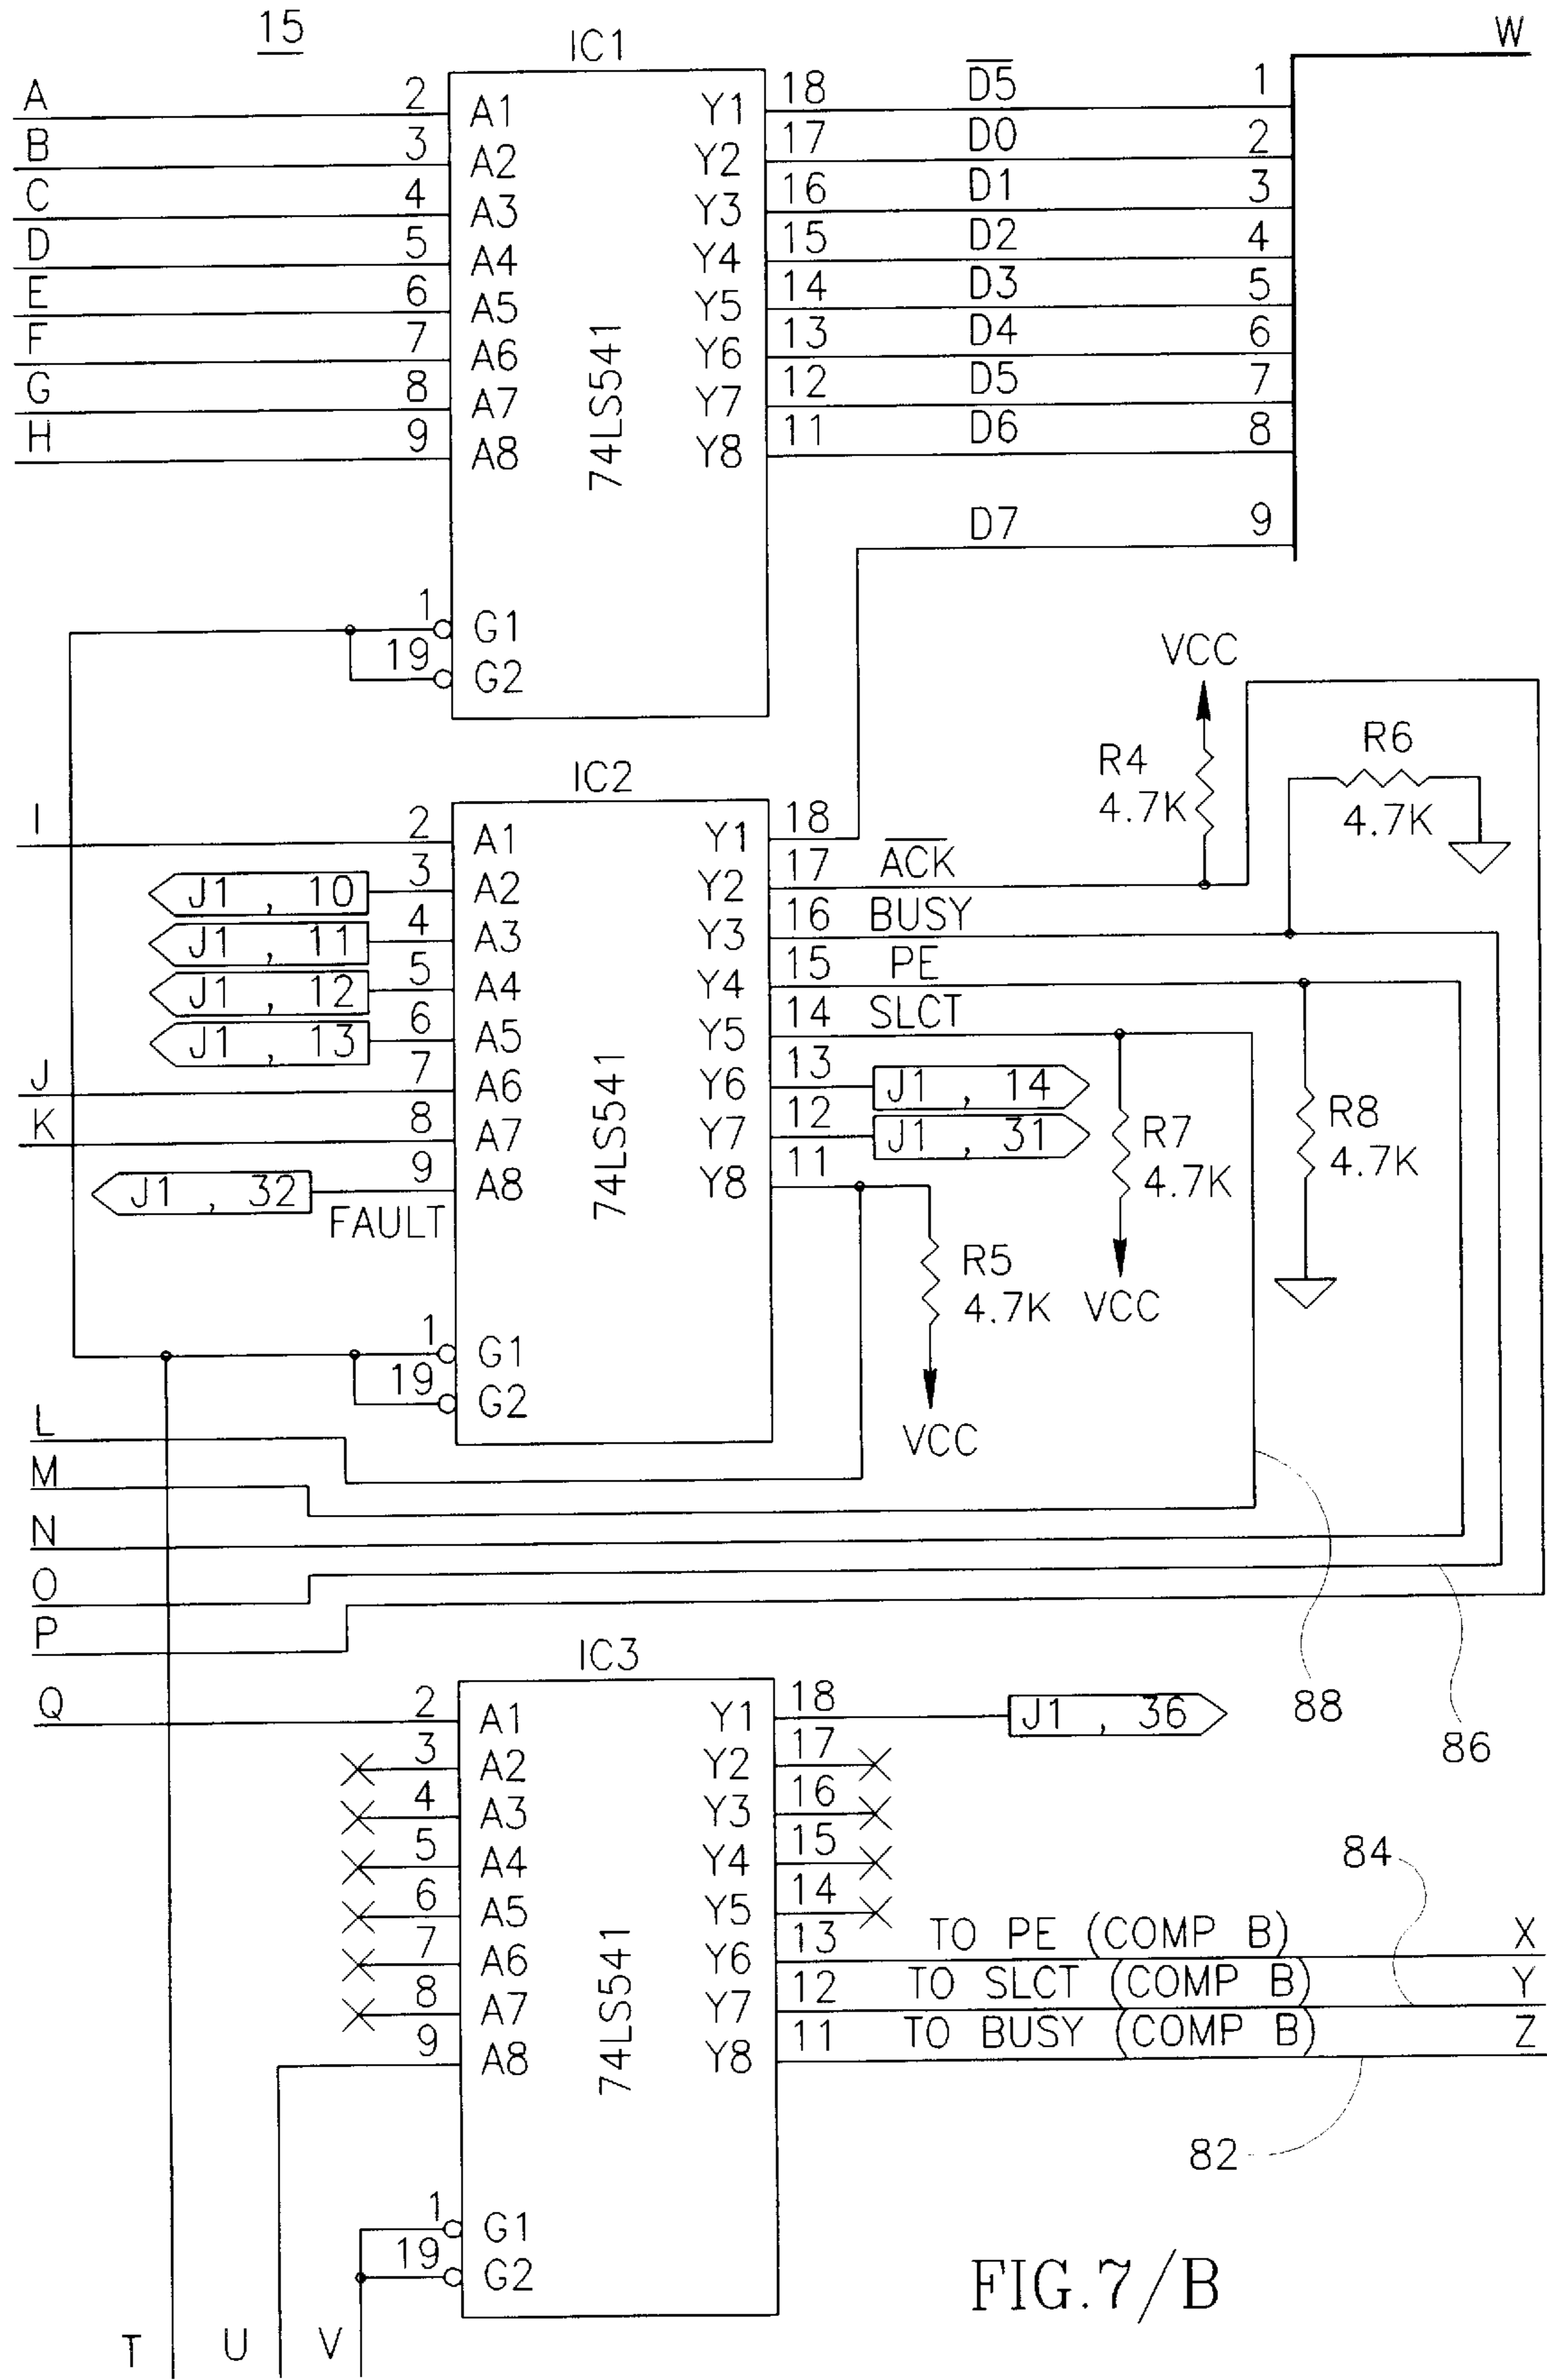 15
IC1
W
A 2 A1 Y1 18 D̅5̅ 1
B 3 A2 Y2 17 D0 2
C 4 A3 Y3 16 D1 3
D 5 A4 Y4 15 D2 4
E 6 A5 Y5 14 D3 5
F 7 A6 Y6 13 D4 6
G 8 A7 Y7 12 D5 7
H 9 A8 Y8 11 D6 8
74LS541
D7 9
1 G1
19 G2
VCC
R4
4.7K
R6
4.7K
IC2
I 2 A1 Y1 18
J1 , 10 3 A2 Y2 17 A̅C̅K̅
J1 , 11 4 A3 Y3 16 BUSY
J1 , 12 5 A4 Y4 15 PE
J1 , 13 6 A5 Y5 14 SLCT
J 7 A6 Y6 13 J1 , 14
K 8 A7 Y7 12 J1 , 31
J1 , 32 9 A8 Y8 11
FAULT
74LS541
R7
4.7K
VCC
R8
4.7K
R5
4.7K
VCC
1 G1
19 G2
L
M
N
O
P
88
86
IC3
Q 2 A1 Y1 18 J1 , 36
3 A2 Y2 17
4 A3 Y3 16
5 A4 Y4 15
6 A5 Y5 14
7 A6 Y6 13 TO PE (COMP B) X
8 A7 Y7 12 TO SLCT (COMP B) Y
9 A8 Y8 11 TO BUSY (COMP B) Z
74LS541
84
82
1 G1
19 G2
T U V
FIG.7/B